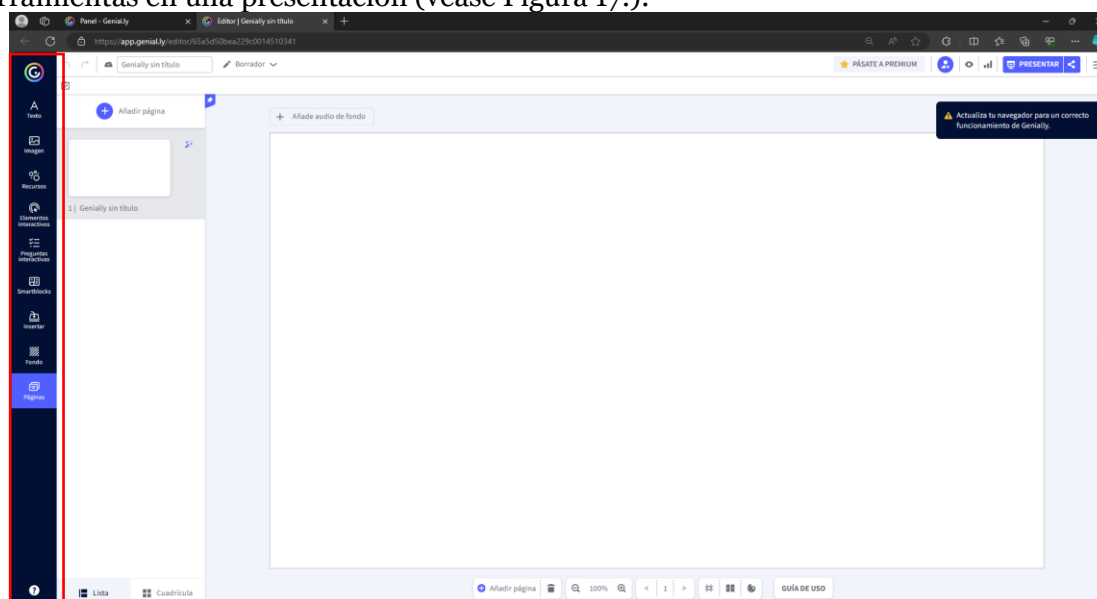 rramientas en una presentación (véase Figura 17.).
Panel - Genial.ly
Editor | Genially sin título
https://app.genial.ly/editor/65a5d50bea229c0014510341
Genially sin título
Borrador
PÁSATE A PREMIUM
PRESENTAR
Texto
Imagen
Recursos
Elementos
interactivos
Preguntas
interactivas
Smartblocks
Insertar
Fondo
Páginas
Añadir página
1 | Genially sin título
Añade audio de fondo
Actualiza tu navegador para un correcto
funcionamiento de Genially.
Lista
Cuadrícula
Añadir página
100%
1
GUÍA DE USO